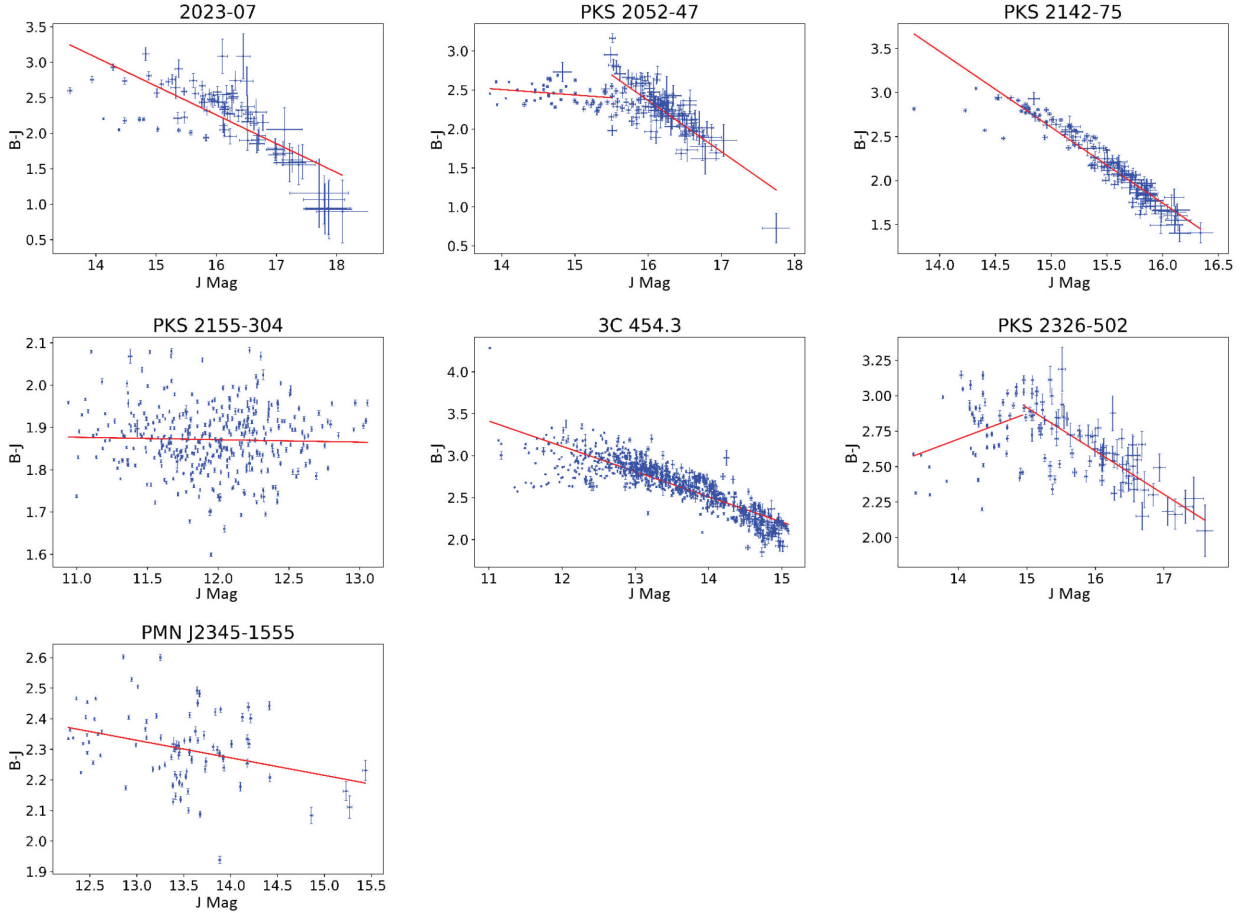 2023-07
3.5
3.0
2.5
2.0
1.5
1.0
0.5
B-J
14 15 16 17 18
J Mag
PKS 2052-47
3.0
2.5
2.0
1.5
1.0
0.5
B-J
14 15 16 17 18
J Mag
PKS 2142-75
3.5
3.0
2.5
2.0
1.5
B-J
14.0 14.5 15.0 15.5 16.0 16.5
J Mag
PKS 2155-304
2.1
2.0
1.9
1.8
1.7
1.6
B-J
11.0 11.5 12.0 12.5 13.0
J Mag
3C 454.3
4.0
3.5
3.0
2.5
2.0
B-J
11 12 13 14 15
J Mag
PKS 2326-502
3.25
3.00
2.75
2.50
2.25
2.00
B-J
14 15 16 17
J Mag
PMN J2345-1555
2.6
2.5
2.4
2.3
2.2
2.1
2.0
1.9
B-J
12.5 13.0 13.5 14.0 14.5 15.0 15.5
J Mag